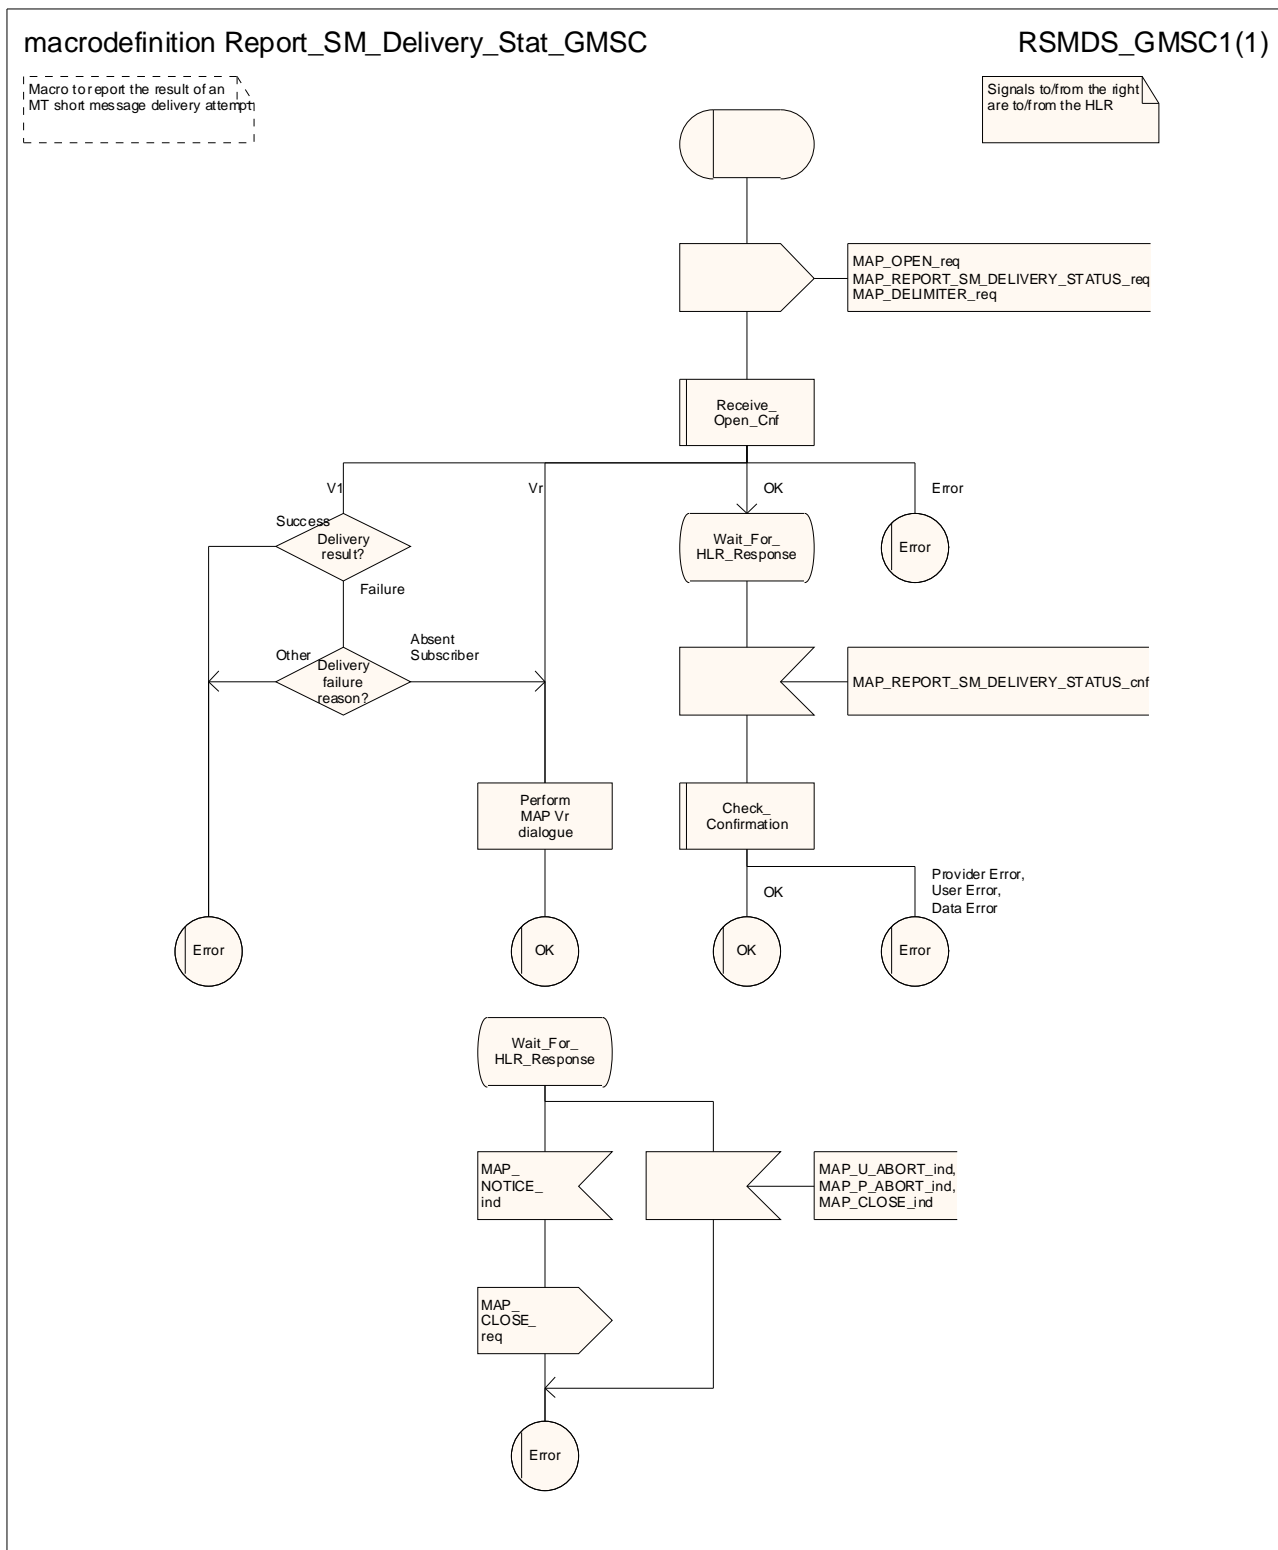 macrodefinition Report_SM_Delivery_Stat_GMSC
RSMDS_GMSC1(1)
Macro to report the result of an
MT short message delivery attempt
Signals to/from the right
are to/from the HLR
MAP_OPEN_req
MAP_REPORT_SM_DELIVERY_STATUS_req
MAP_DELIMITER_req
Receive_
Open_Cnf
V1
Vr
OK
Error
Success
Delivery
result?
Wait_For_
HLR_Response
Error
Failure
Other
Absent
Subscriber
Delivery
failure
reason?
MAP_REPORT_SM_DELIVERY_STATUS_cnf
Perform
MAP Vr
dialogue
Check_
Confirmation
OK
Provider Error,
User Error,
Data Error
Error
OK
OK
Error
Wait_For_
HLR_Response
MAP_
NOTICE_
ind
MAP_U_ABORT_ind,
MAP_P_ABORT_ind,
MAP_CLOSE_ind
MAP_
CLOSE_
req
Error